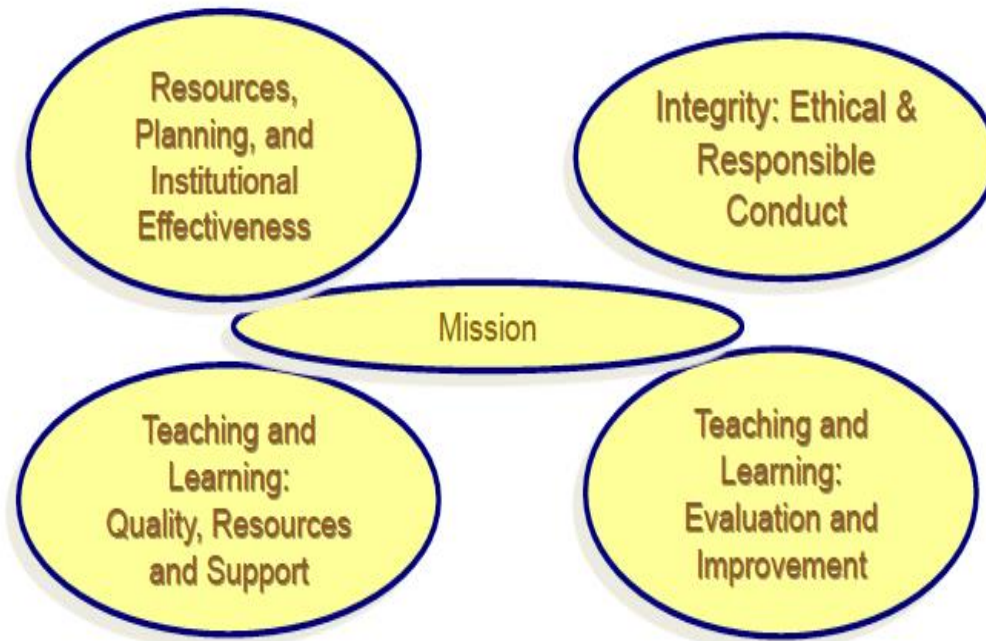 Resources,
Planning, and
Institutional
Effectiveness
Integrity: Ethical &
Responsible
Conduct
Mission
Teaching and
Learning:
Quality, Resources
and Support
Teaching and
Learning:
Evaluation and
Improvement